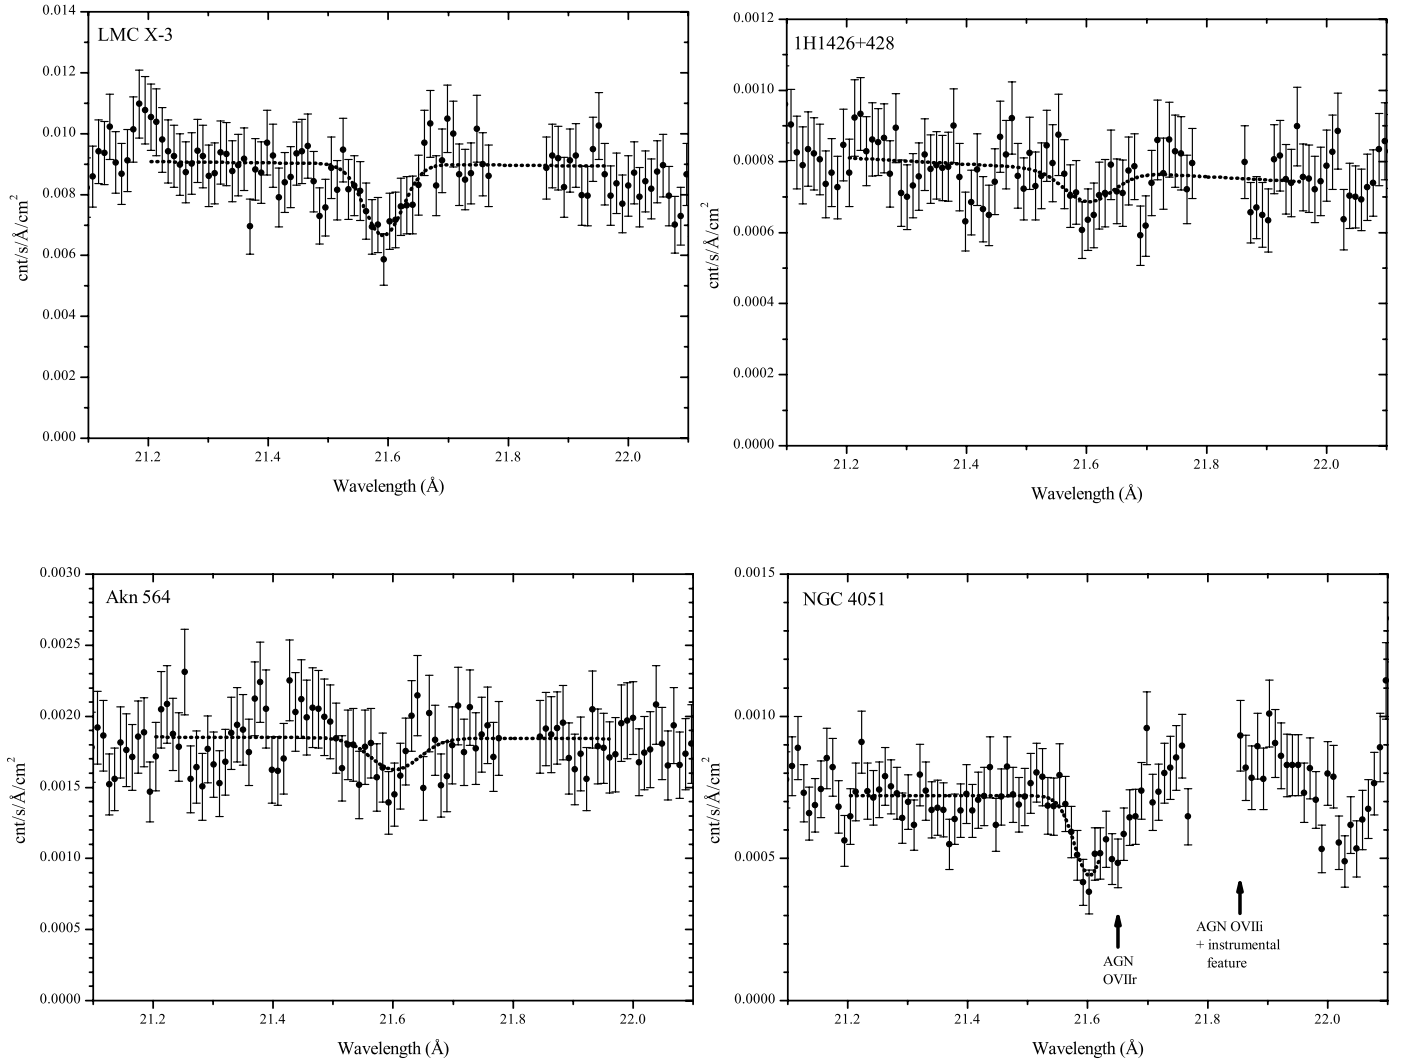 LMC X-3
0.014
0.012
0.010
0.008
0.006
0.004
0.002
0.000
cnt/s/Å/cm²
21.2 21.4 21.6 21.8 22.0
Wavelength (Å)
1H1426+428
0.0012
0.0010
0.0008
0.0006
0.0004
0.0002
0.0000
cnt/s/Å/cm²
21.2 21.4 21.6 21.8 22.0
Wavelength (Å)
Akn 564
0.0030
0.0025
0.0020
0.0015
0.0010
0.0005
0.0000
cnt/s/Å/cm²
21.2 21.4 21.6 21.8 22.0
Wavelength (Å)
NGC 4051
0.0015
0.0010
0.0005
0.0000
cnt/s/Å/cm²
AGN
OVIIr
AGN OVIIi
+ instrumental
feature
21.2 21.4 21.6 21.8 22.0
Wavelength (Å)